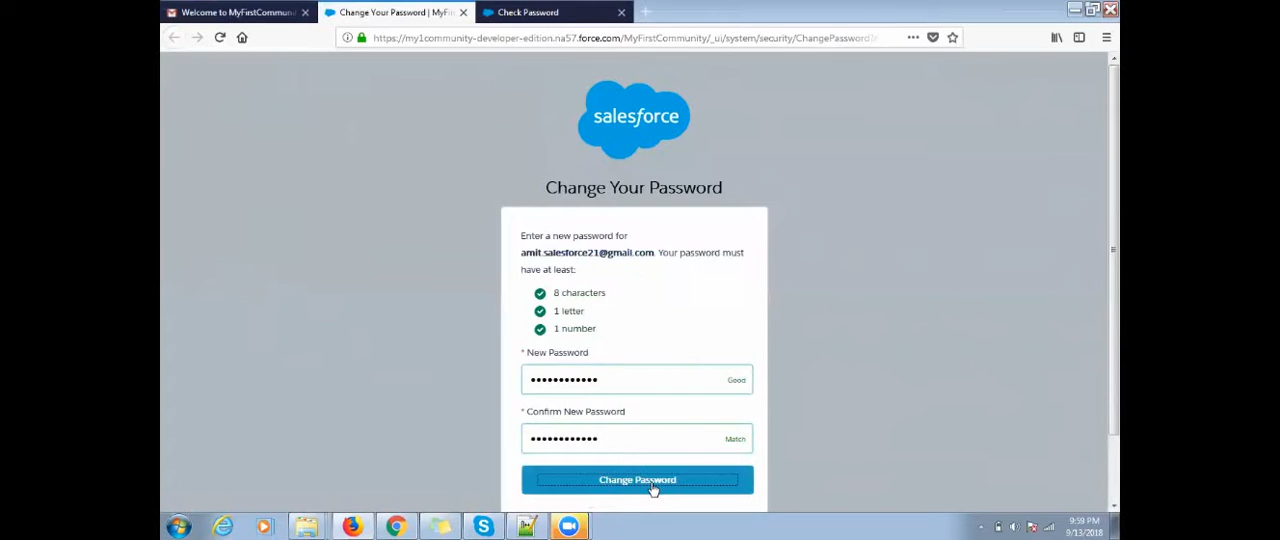 Welcome to MyFirstCommuni
Change Your Password | MyFi
Check Password
https://my1community-developer-edition.na57.force.com/MyFirstCommunity/_ui/system/security/ChangePassword?
salesforce
Change Your Password
Enter a new password for
amit.salesforce21@gmail.com. Your password must
have at least:
8 characters
1 letter
1 number
* New Password
●●●●●●●●●●●● Good
* Confirm New Password
●●●●●●●●●●●● Match
Change Password
9:59 PM
9/13/2018